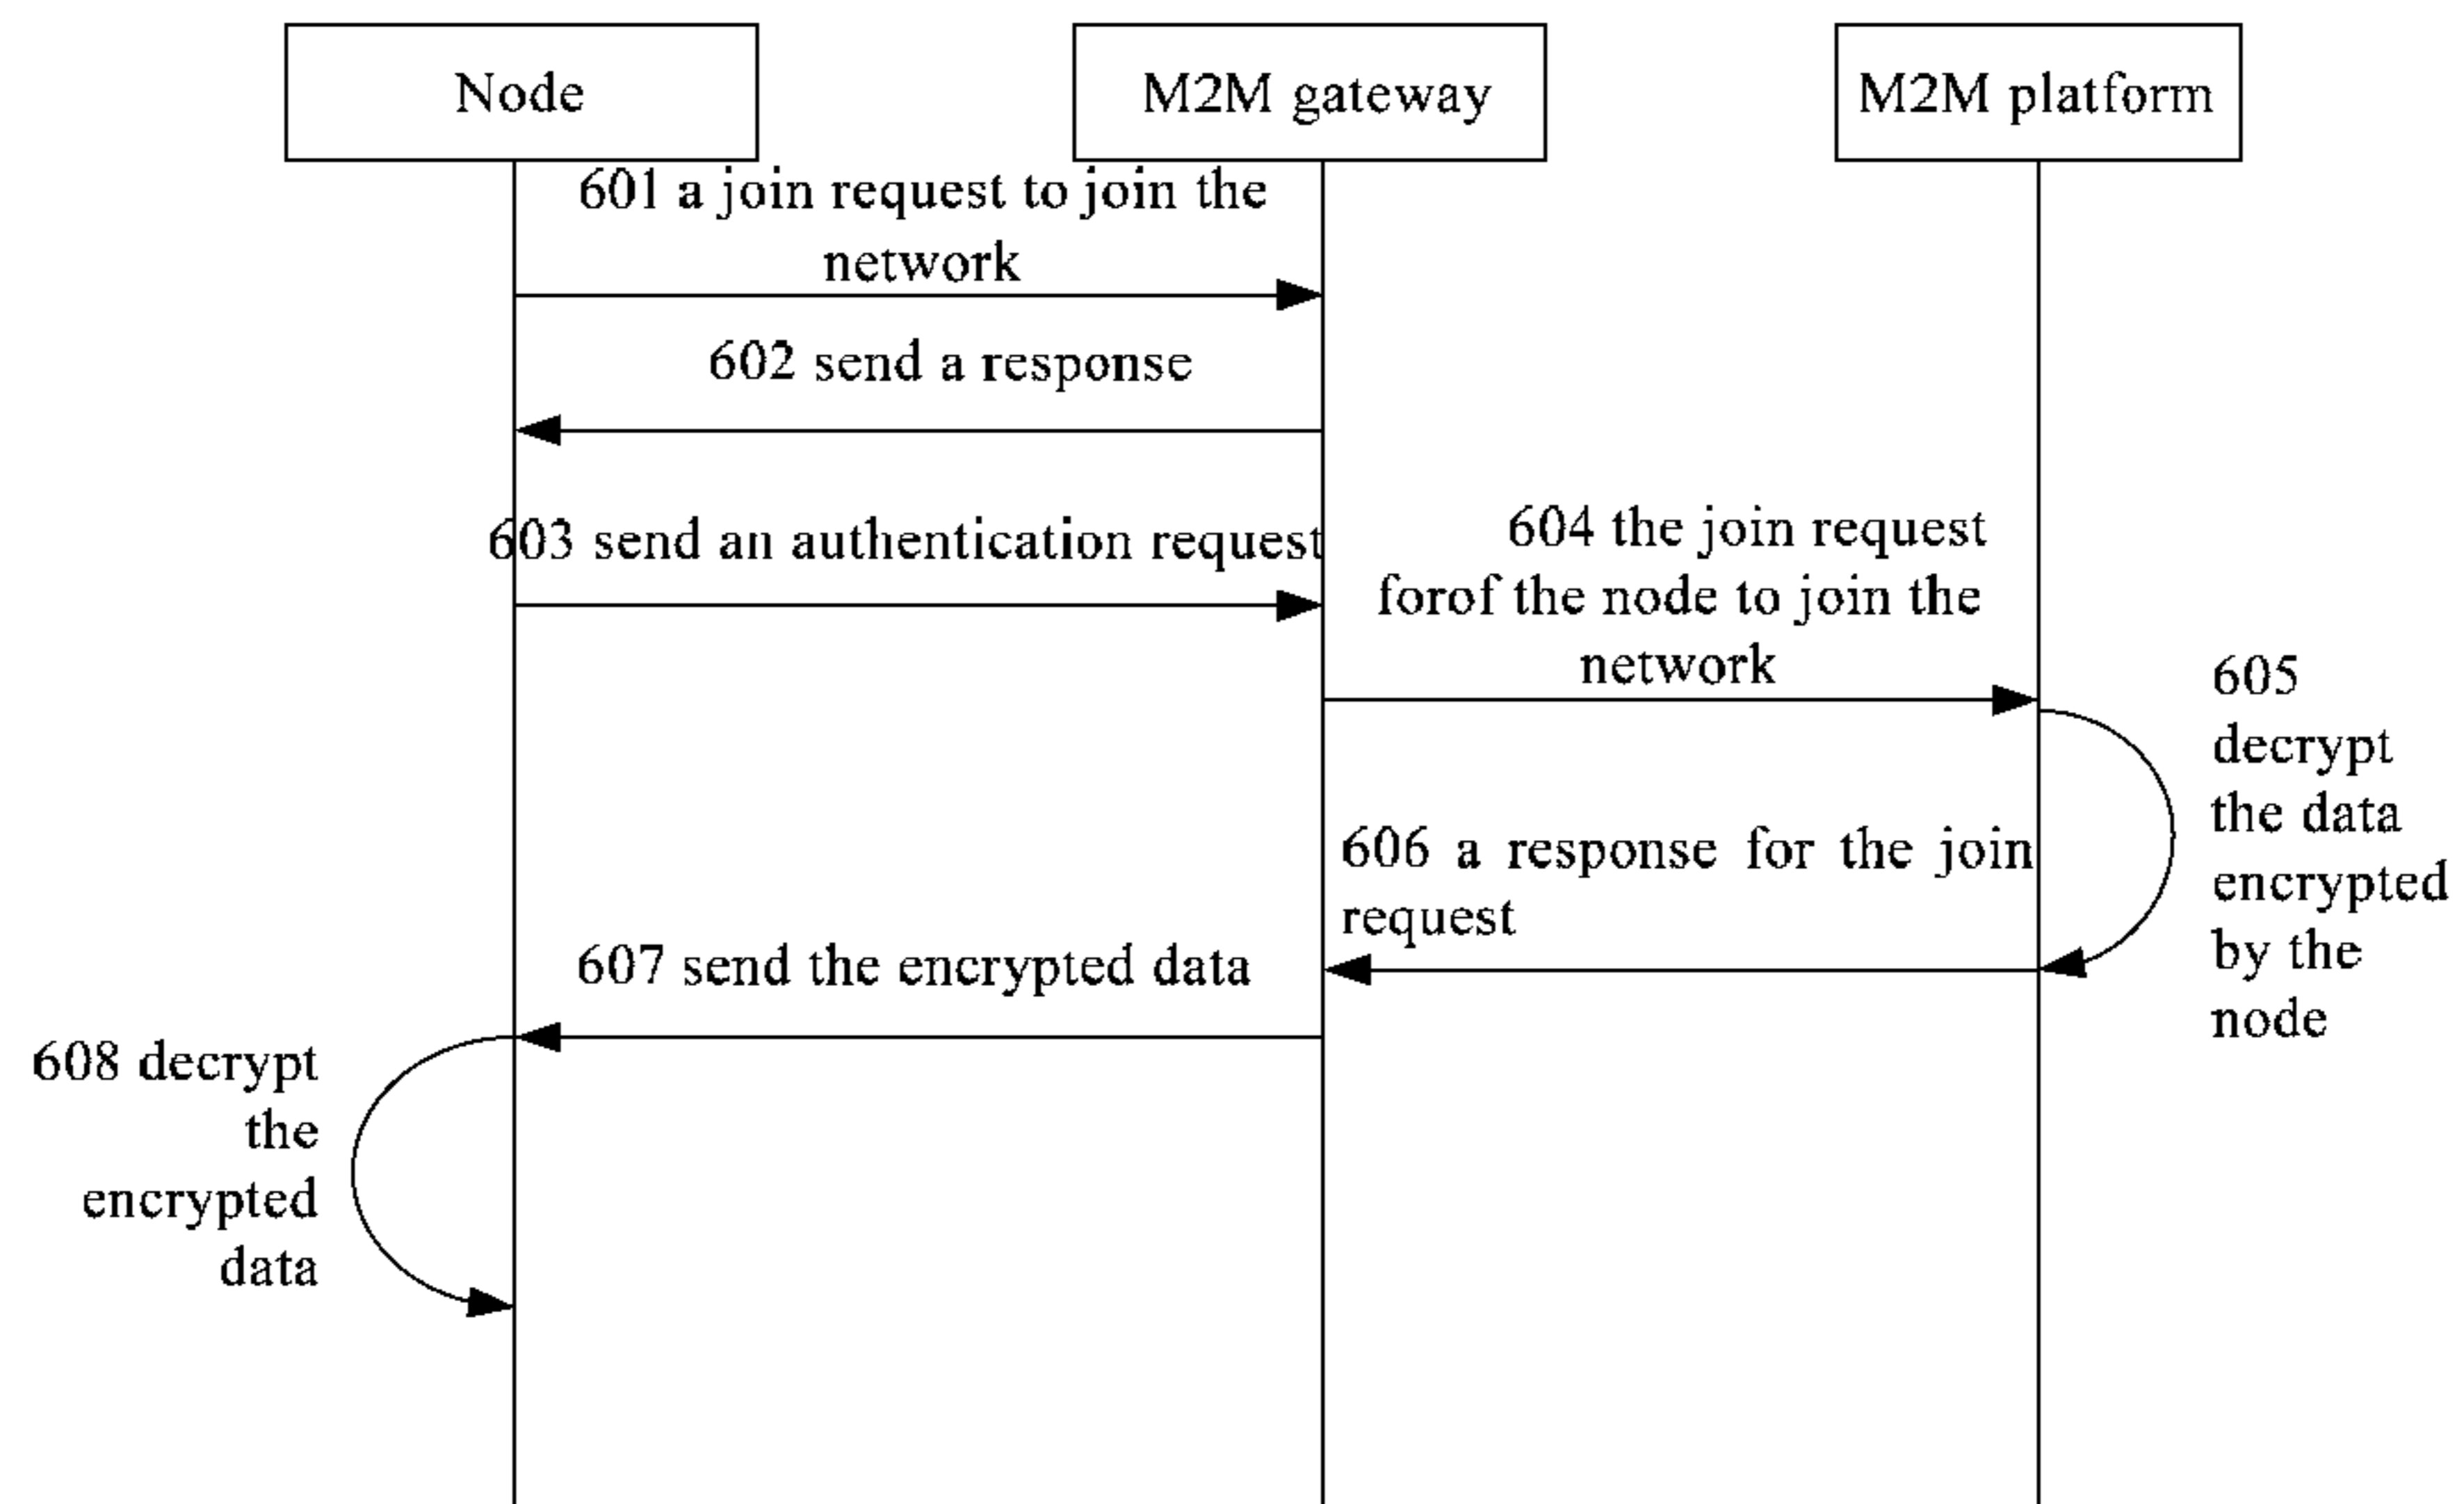 Node
M2M gateway
M2M platform
601 a join request to join the
network
602 send a response
603 send an authentication request
604 the join request
forof the node to join the
network
605
decrypt
the data
encrypted
by the
node
606 a response for the join
request
607 send the encrypted data
608 decrypt
the
encrypted
data